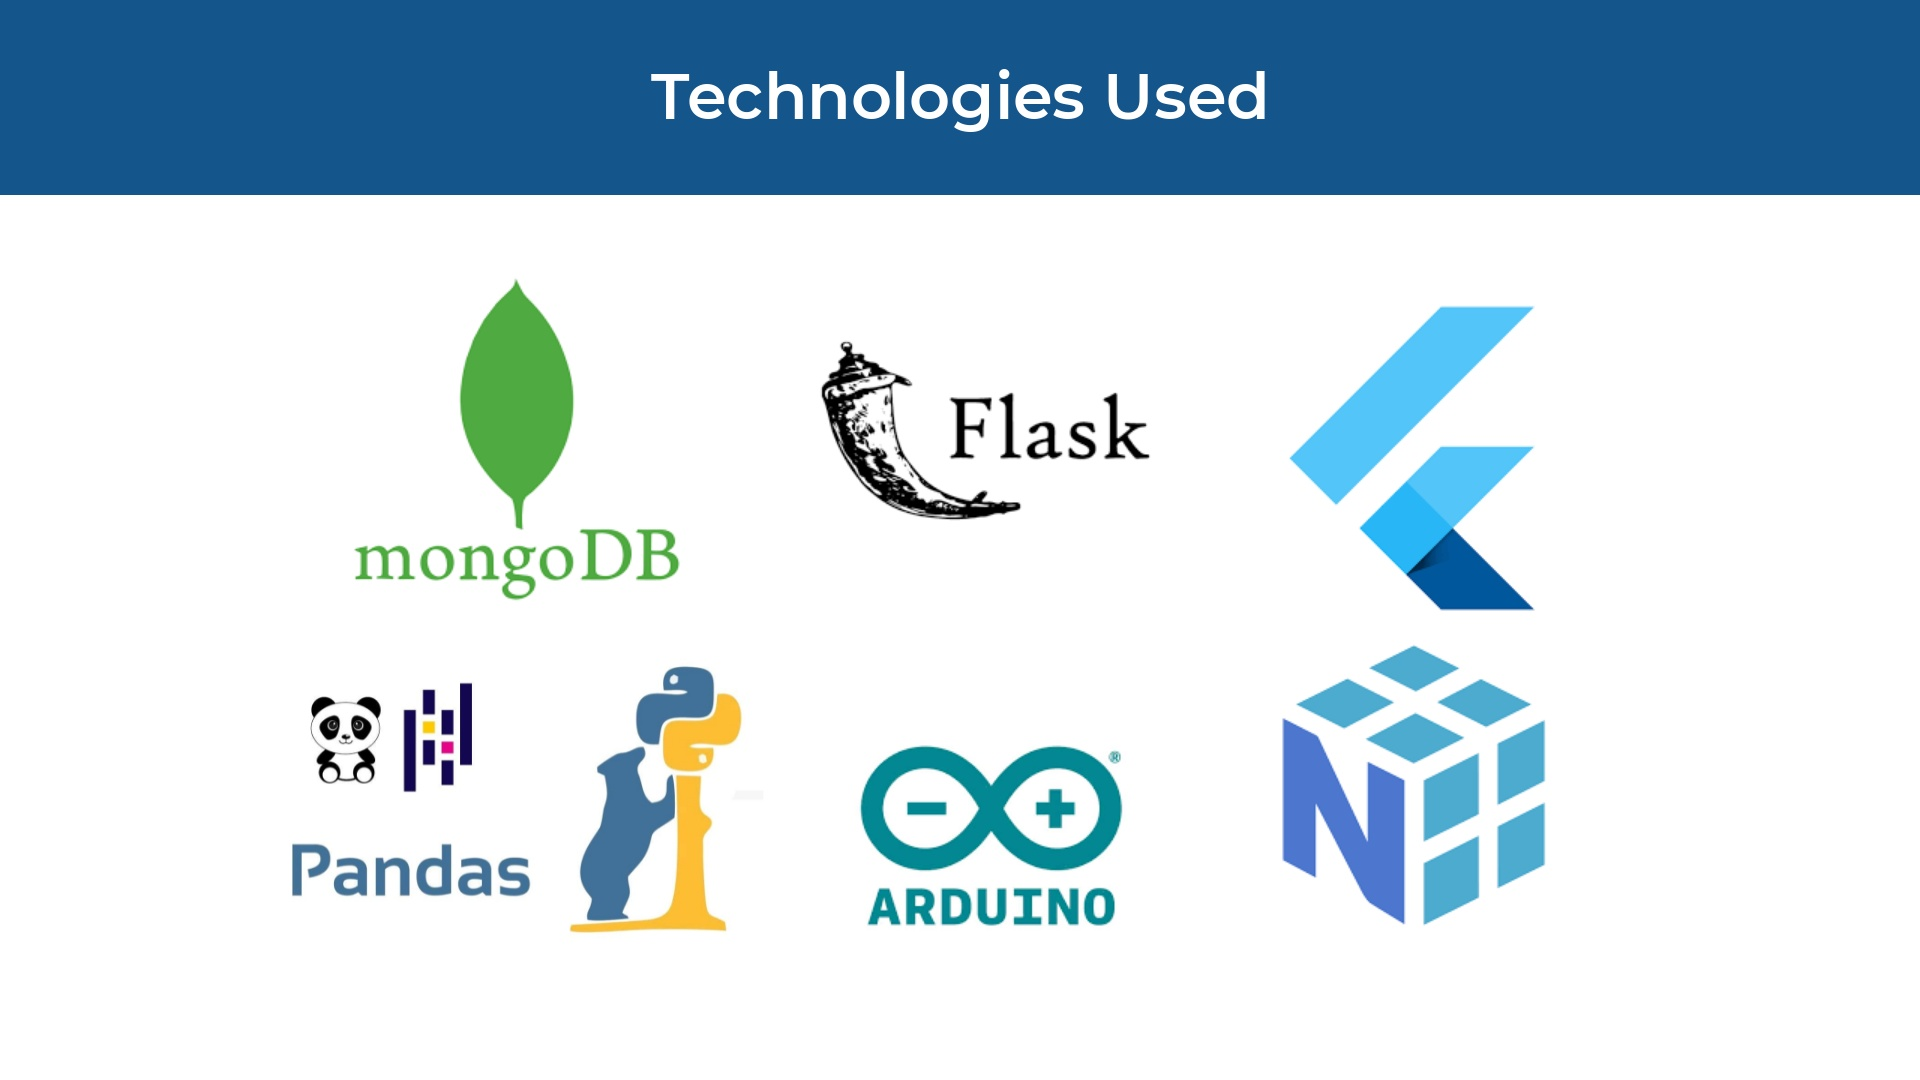 Technologies Used
mongoDB
Flask
Pandas
ARDUINO
®
N